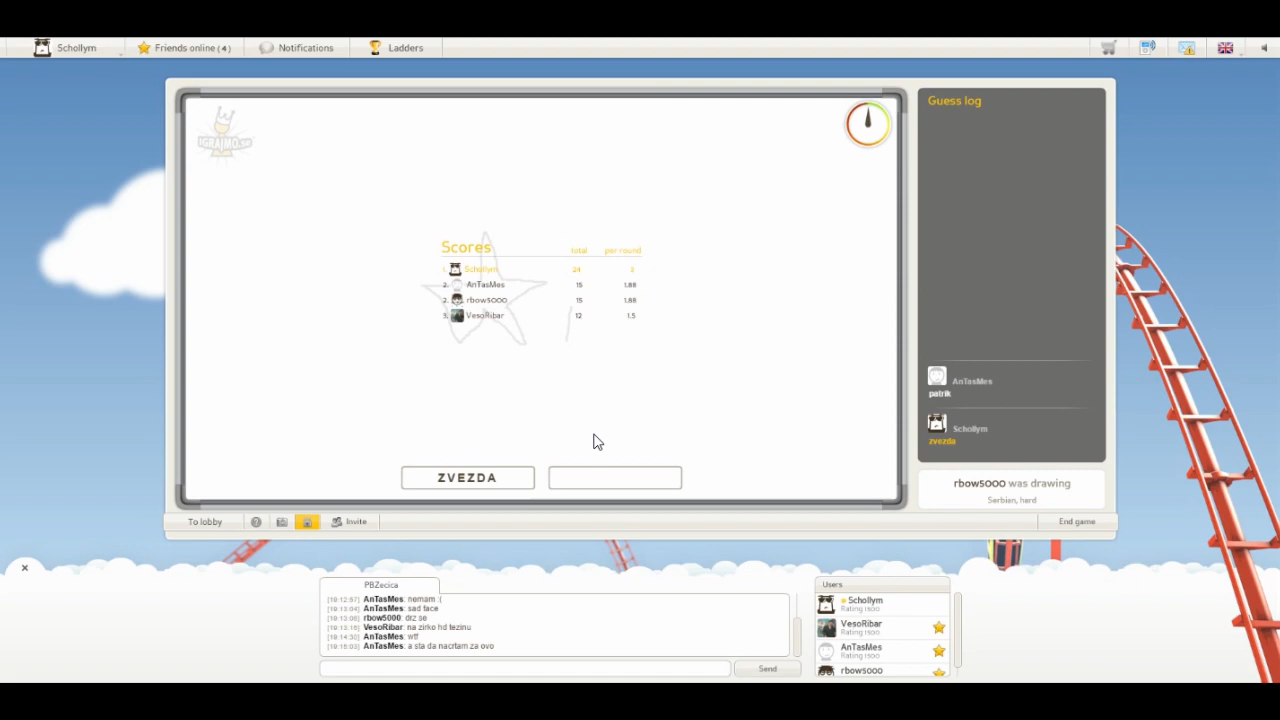 Schollym
Friends online (4)
Notifications
Ladders
IGRAJMO.SE
Guess log
Scores total per round
1. Schollym 24 3
2. AnTasMes 15 1.88
2. rbow5000 15 1.88
3. VesoRibar 12 1.5
AnTasMes
patrik
Schollym
zvezda
ZVEZDA
rbow5000 was drawing
Serbian, hard
To lobby
Invite
End game
PBZecica
[19:12:57] AnTasMes: nemam :(
[19:13:04] AnTasMes: sad face
[19:13:06] rbow5000: drz se
[19:13:16] VesoRibar: na zirko hd tezinu
[19:14:30] AnTasMes: wtf
[19:15:03] AnTasMes: a sta da nacrtam za ovo
Send
Users
Schollym
Rating 1500
VesoRibar
Rating 1500
AnTasMes
Rating 1500
rbow5000